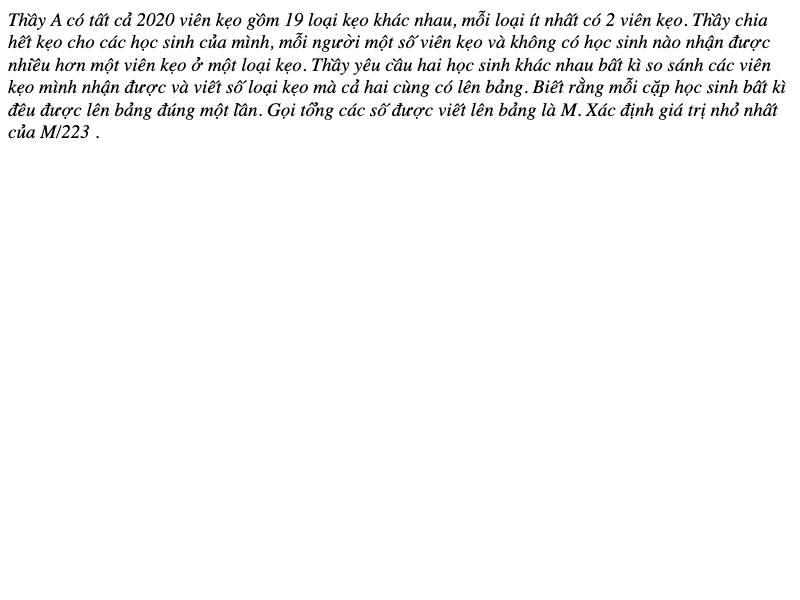 Thầy A có tất cả 2020 viên kẹo gồm 19 loại kẹo khác nhau, mỗi loại ít nhất có 2 viên kẹo. Thầy chia
hết kẹo cho các học sinh của mình, mỗi người một số viên kẹo và không có học sinh nào nhận được
nhiều hơn một viên kẹo ở một loại kẹo. Thầy yêu cầu hai học sinh khác nhau bất kì so sánh các viên
kẹo mình nhận được và viết số loại kẹo mà cả hai cùng có lên bảng. Biết rằng mỗi cặp học sinh bất kì
đều được lên bảng đúng một lần. Gọi tổng các số được viết lên bảng là M. Xác định giá trị nhỏ nhất
của M/223 .